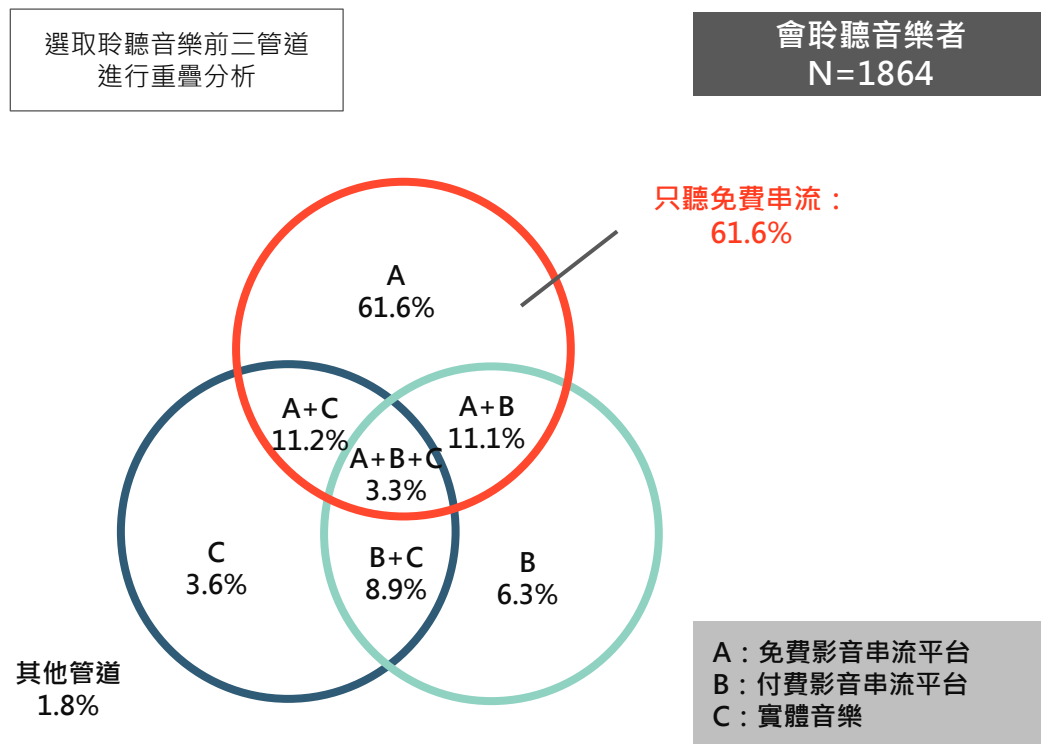 選取聆聽音樂前三管道
進行重疊分析
會聆聽音樂者
N=1864
只聽免費串流：
61.6%
A
61.6%
A+C
11.2%
A+B
11.1%
A+B+C
3.3%
C
3.6%
B+C
8.9%
B
6.3%
其他管道
1.8%
A：免費影音串流平台
B：付費影音串流平台
C：實體音樂